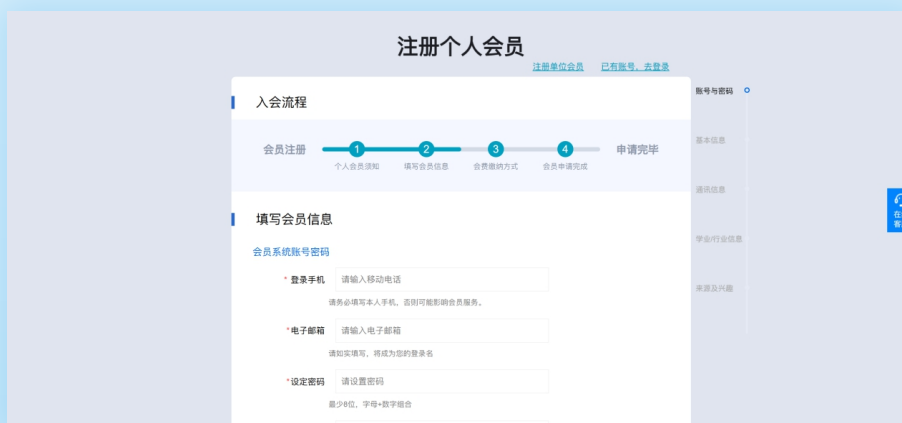 注册个人会员
注册单位会员 已有账号，去登录
入会流程
会员注册 1 2 3 4 申请完毕
个人会员须知 填写会员信息 会费缴纳方式 会员申请完成
填写会员信息
会员系统账号密码
* 登录手机 请输入移动电话
请务必填写本人手机，否则可能影响会员服务。
*电子邮箱 请输入电子邮箱
请如实填写，将成为您的登录名
*设定密码 请设置密码
最少8位，字母+数字组合
账号与密码
基本信息
通讯信息
学业/行业信息
来源及兴趣
在
客